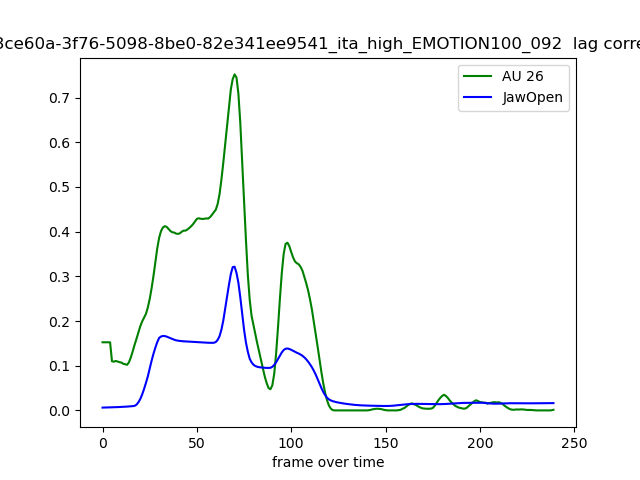 3ce60a-3f76-5098-8be0-82e341ee9541_ita_high_EMOTION100_092 lag corre
AU 26
JawOpen
0.7
0.6
0.5
0.4
0.3
0.2
0.1
0.0
0 50 100 150 200 250
frame over time